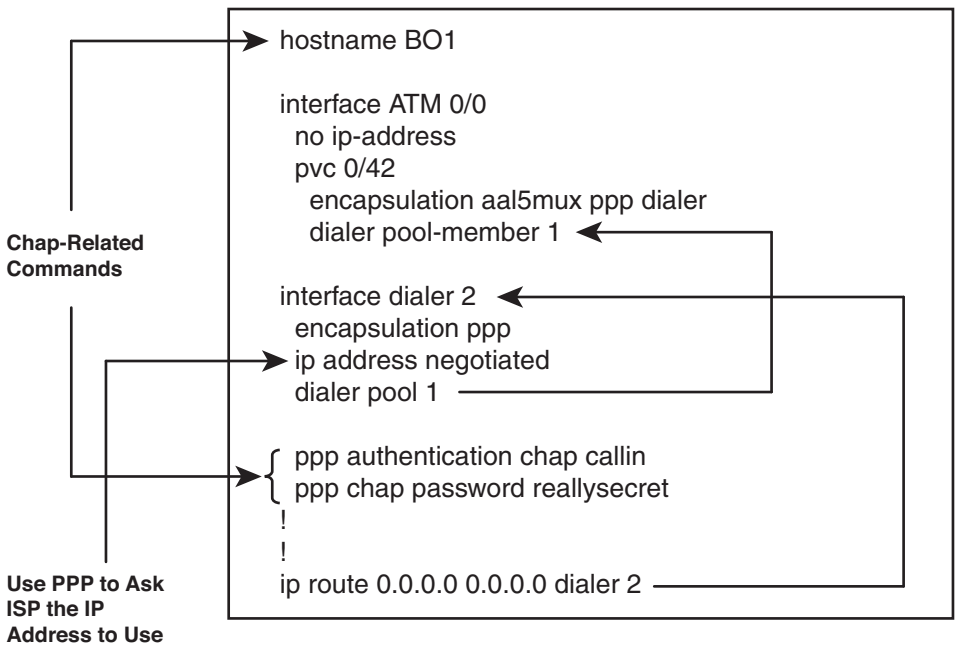 hostname BO1
interface ATM 0/0
no ip-address
pvc 0/42
encapsulation aal5mux ppp dialer
dialer pool-member 1
interface dialer 2
encapsulation ppp
ip address negotiated
dialer pool 1
ppp authentication chap callin
ppp chap password reallysecret
!
!
ip route 0.0.0.0 0.0.0.0 dialer 2
Chap-Related
Commands
Use PPP to Ask
ISP the IP
Address to Use